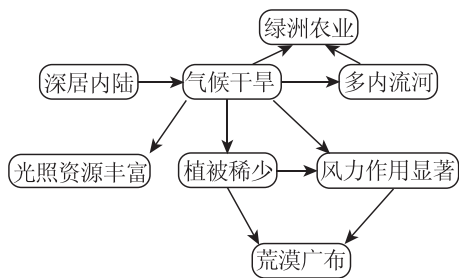 绿洲农业
深居内陆
气候干旱
多内流河
光照资源丰富
植被稀少
风力作用显著
荒漠广布